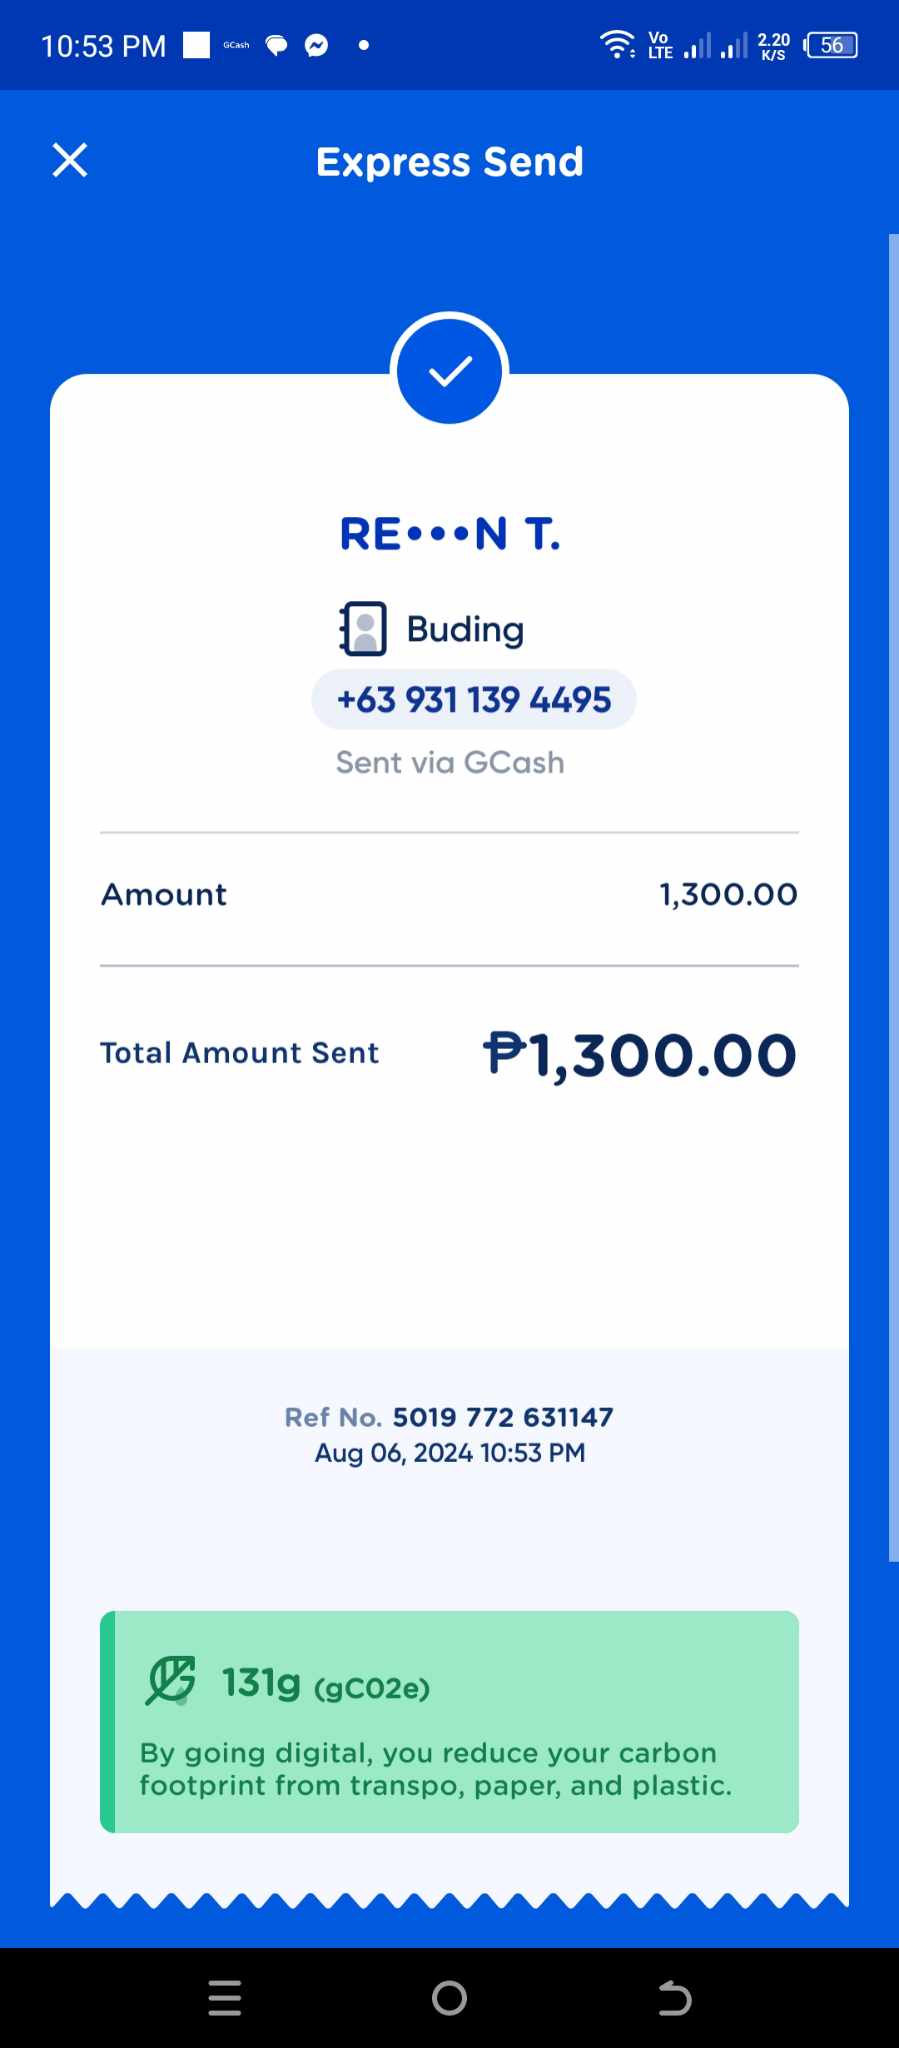 10:53 PM GCash Vo LTE 2.20 K/S 56
Express Send
RE•••N T.
Buding
+63 931 139 4495
Sent via GCash
Amount 1,300.00
Total Amount Sent ₱1,300.00
Ref No. 5019 772 631147
Aug 06, 2024 10:53 PM
131g (gC02e)
By going digital, you reduce your carbon
footprint from transpo, paper, and plastic.